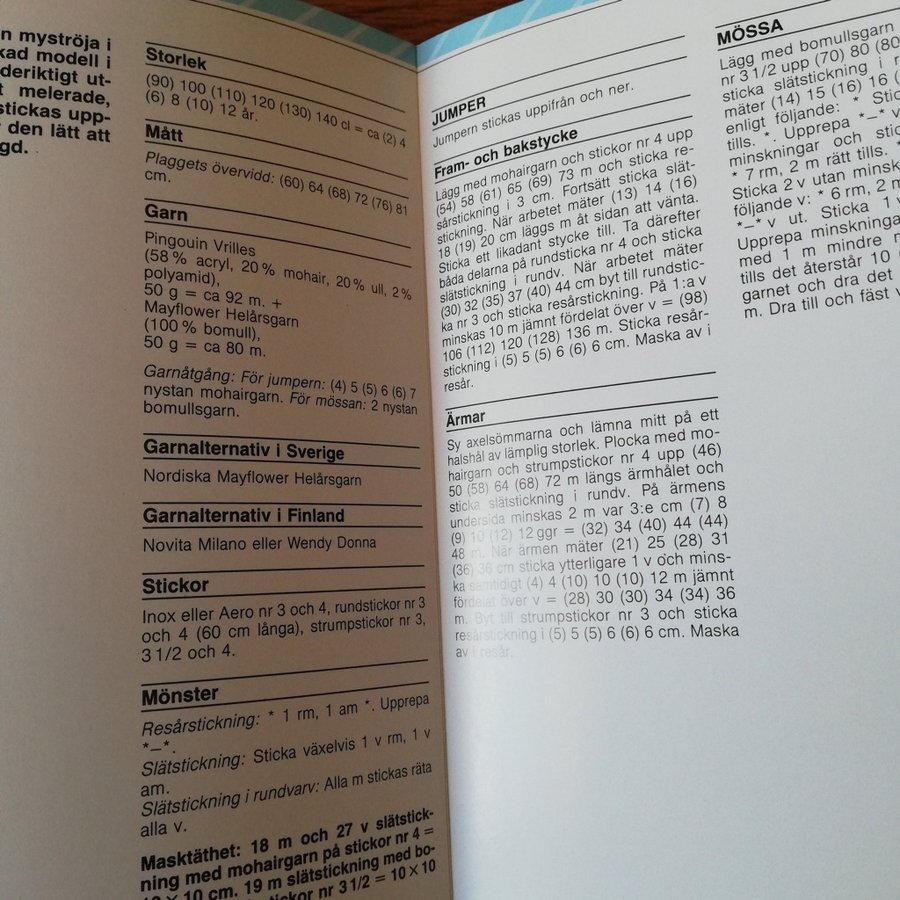 n myströja i
kad modell i
deriktigt ut-
t melerade,
stickas upp-
r den lätt att
gd.
Storlek
(90) 100 (110) 120 (130) 140 cl = ca (2) 4
(6) 8 (10) 12 år.
Mått
Plaggets övervidd: (60) 64 (68) 72 (76) 81
cm.
Garn
Pingouin Vrilles
(58 % acryl, 20 % mohair, 20 % ull, 2 %
polyamid),
50 g = ca 92 m. +
Mayflower Helårsgarn
(100 % bomull),
50 g = ca 80 m.
Garnåtgång: För jumpern: (4) 5 (5) 6 (6) 7
nystan mohairgarn. För mössan: 2 nystan
bomullsgarn.
Garnalternativ i Sverige
Nordiska Mayflower Helårsgarn
Garnalternativ i Finland
Novita Milano eller Wendy Donna
Stickor
Inox eller Aero nr 3 och 4, rundstickor nr 3
och 4 (60 cm långa), strumpstickor nr 3,
3 1/2 och 4.
Mönster
Resårstickning: * 1 rm, 1 am *. Upprepa
*–*.
Slätstickning: Sticka växelvis 1 v rm, 1 v
am.
Slätstickning i rundvarv: Alla m stickas räta
alla v.
Masktäthet: 18 m och 27 v slätstick-
ning med mohairgarn på stickor nr 4 =
10 × 10 cm. 19 m slätstickning med bo-
stickor nr 3 1/2 = 10 × 10
JUMPER
Jumpern stickas uppifrån och ner.
Fram- och bakstycke
Lägg med mohairgarn och stickor nr 4 upp
(54) 58 (61) 65 (69) 73 m och sticka re-
sårstickning i 3 cm. Fortsätt sticka slät-
stickning. När arbetet mäter (13) 14 (16)
18 (19) 20 cm läggs m åt sidan att vänta.
Sticka ett likadant stycke till. Ta därefter
båda delarna på rundsticka nr 4 och sticka
slätstickning i rundv. När arbetet mäter
(30) 32 (35) 37 (40) 44 cm byt till rundstic-
ka nr 3 och sticka resårstickning. På 1:a v
minskas 10 m jämnt fördelat över v = (98)
106 (112) 120 (128) 136 m. Sticka resår-
stickning i (5) 5 (5) 6 (6) 6 cm. Maska av i
resår.
Ärmar
Sy axelsömmarna och lämna mitt på ett
halshål av lämplig storlek. Plocka med mo-
hairgarn och strumpstickor nr 4 upp (46)
50 (58) 64 (68) 72 m längs ärmhålet och
sticka slätstickning i rundv. På ärmens
undersida minskas 2 m var 3:e cm (7) 8
(9) 10 (12) 12 ggr = (32) 34 (40) 44 (44)
48 m. När ärmen mäter (21) 25 (28) 31
(36) 36 cm sticka ytterligare 1 v och mins-
ka samtidigt (4) 4 (10) 10 (10) 12 m jämnt
fördelat över v = (28) 30 (30) 34 (34) 36
m. Byt till strumpstickor nr 3 och sticka
resårstickning i (5) 5 (5) 6 (6) 6 cm. Maska
av i resår.
MÖSSA
Lägg med bomullsgarn
nr 3 1/2 upp (70) 80 (80
sticka slätstickning i r
mäter (14) 15 (16) 16 (
enligt följande: * Stic
tills. *. Upprepa *–* v
minskningar och stic
* 7 rm, 2 m rätt tills. *
Sticka 2 v utan minsk
följande v: * 6 rm, 2 m
*–* v ut. Sticka 1 v
Upprepa minskninga
med 1 m mindre m
tills det återstår 10
garnet och dra det
m. Dra till och fäst v